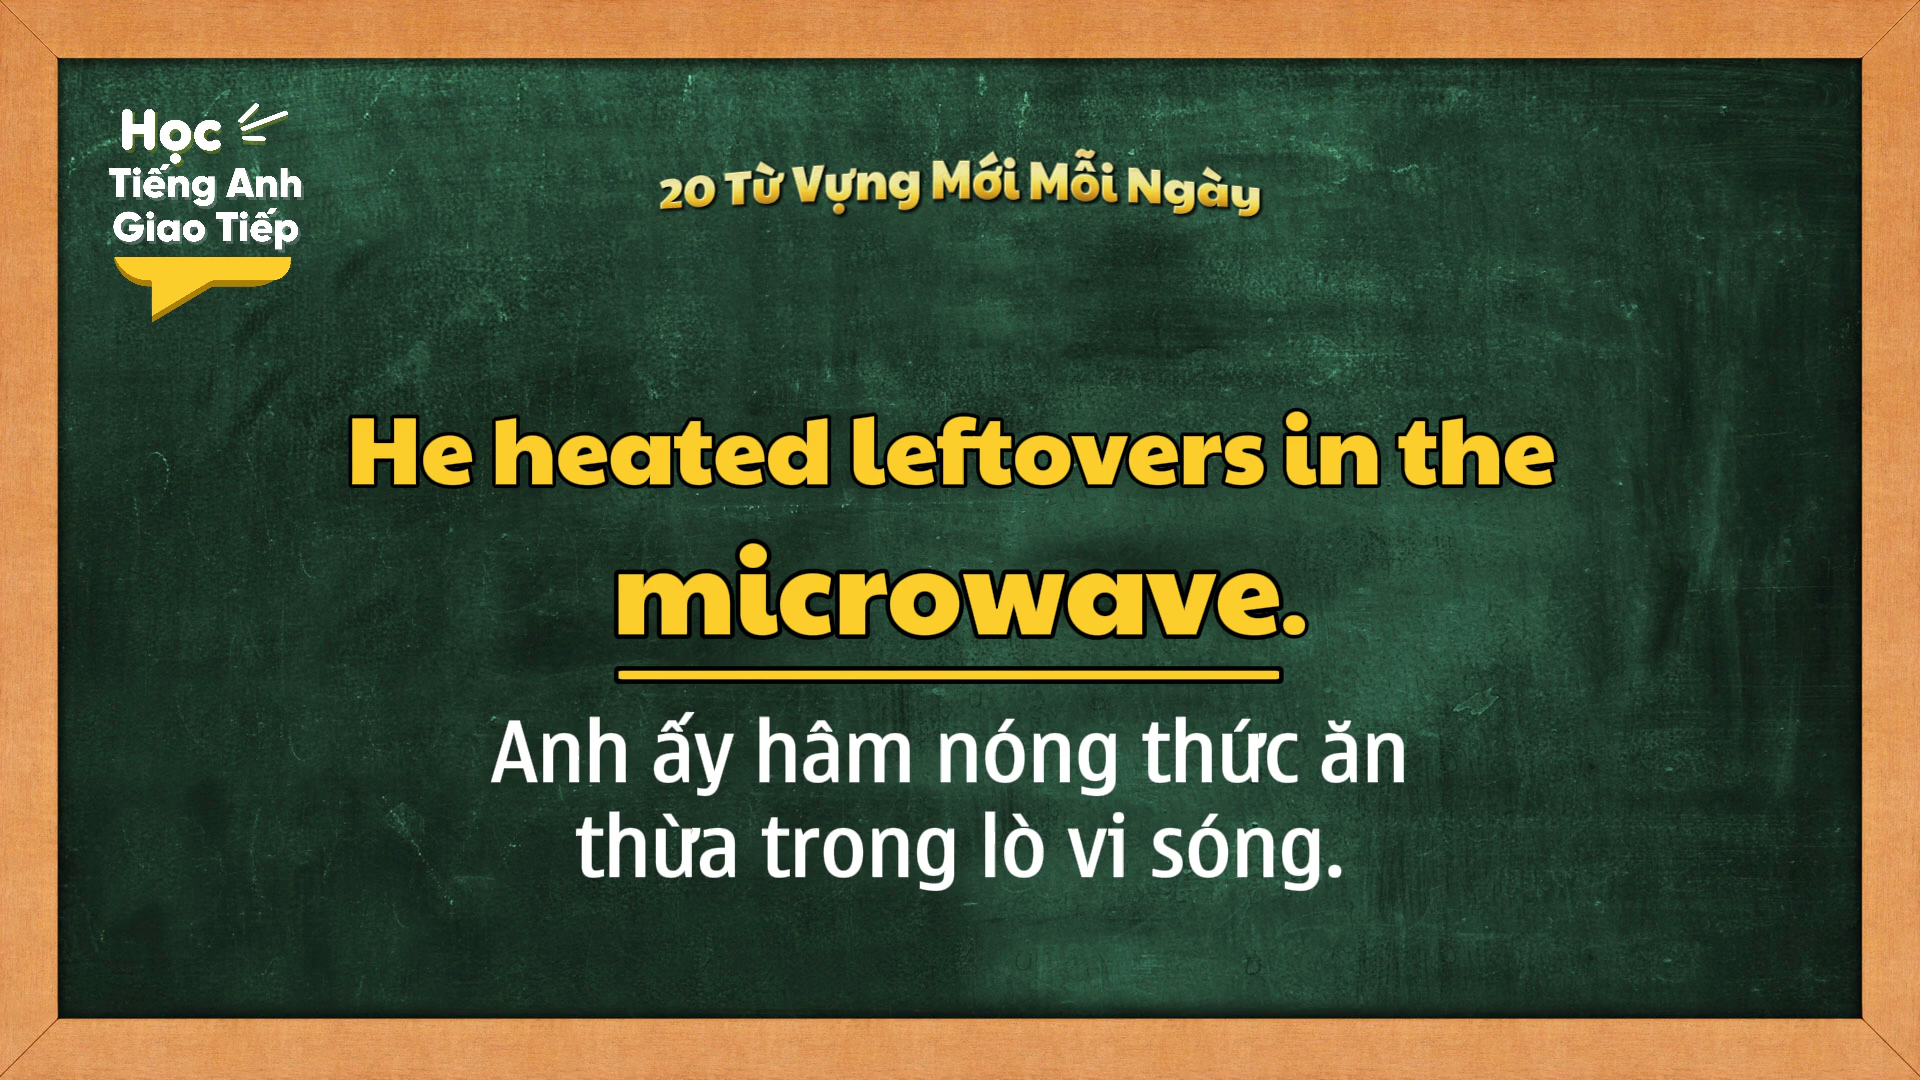 Học
Tiếng Anh
Giao Tiếp
20 Từ Vựng Mới Mỗi Ngày
He heated leftovers in the
microwave.
Anh ấy hâm nóng thức ăn
thừa trong lò vi sóng.